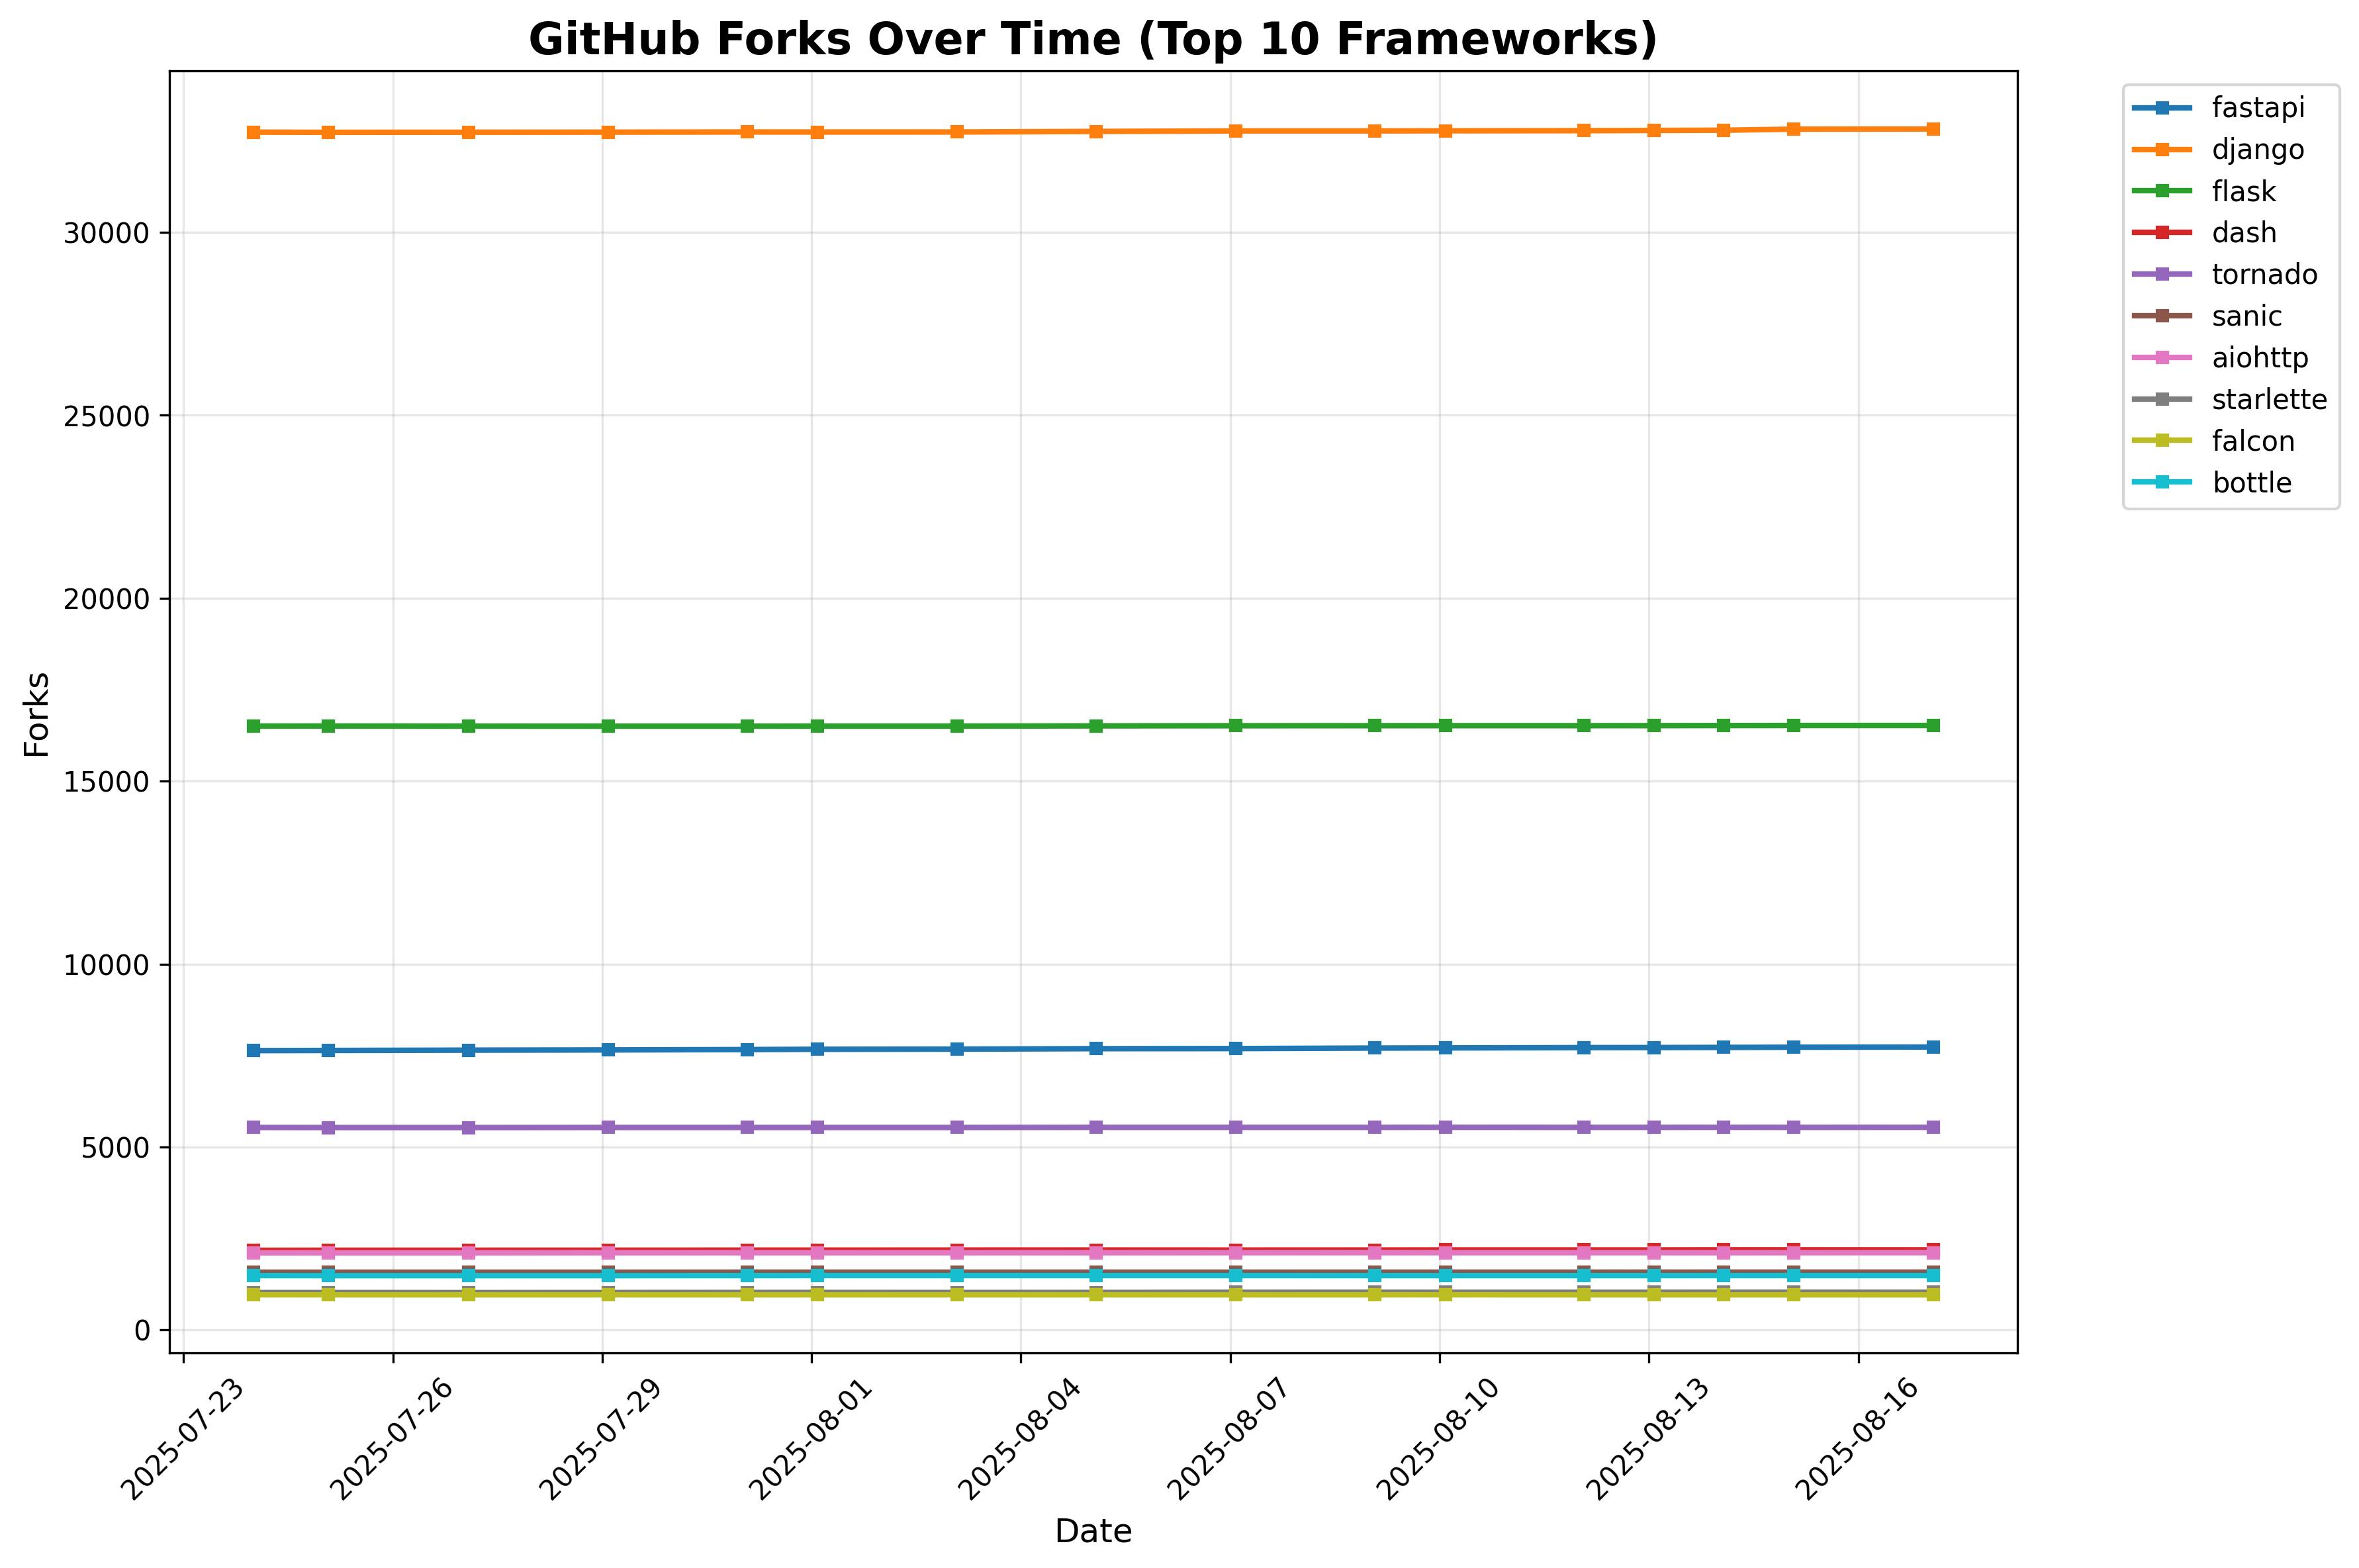 GitHub Forks Over Time (Top 10 Frameworks)
fastapi
django
flask
dash
tornado
sanic
aiohttp
starlette
falcon
bottle
Forks
30000
25000
20000
15000
10000
5000
0
2025-07-23
2025-07-26
2025-07-29
2025-08-01
2025-08-04
2025-08-07
2025-08-10
2025-08-13
2025-08-16
Date